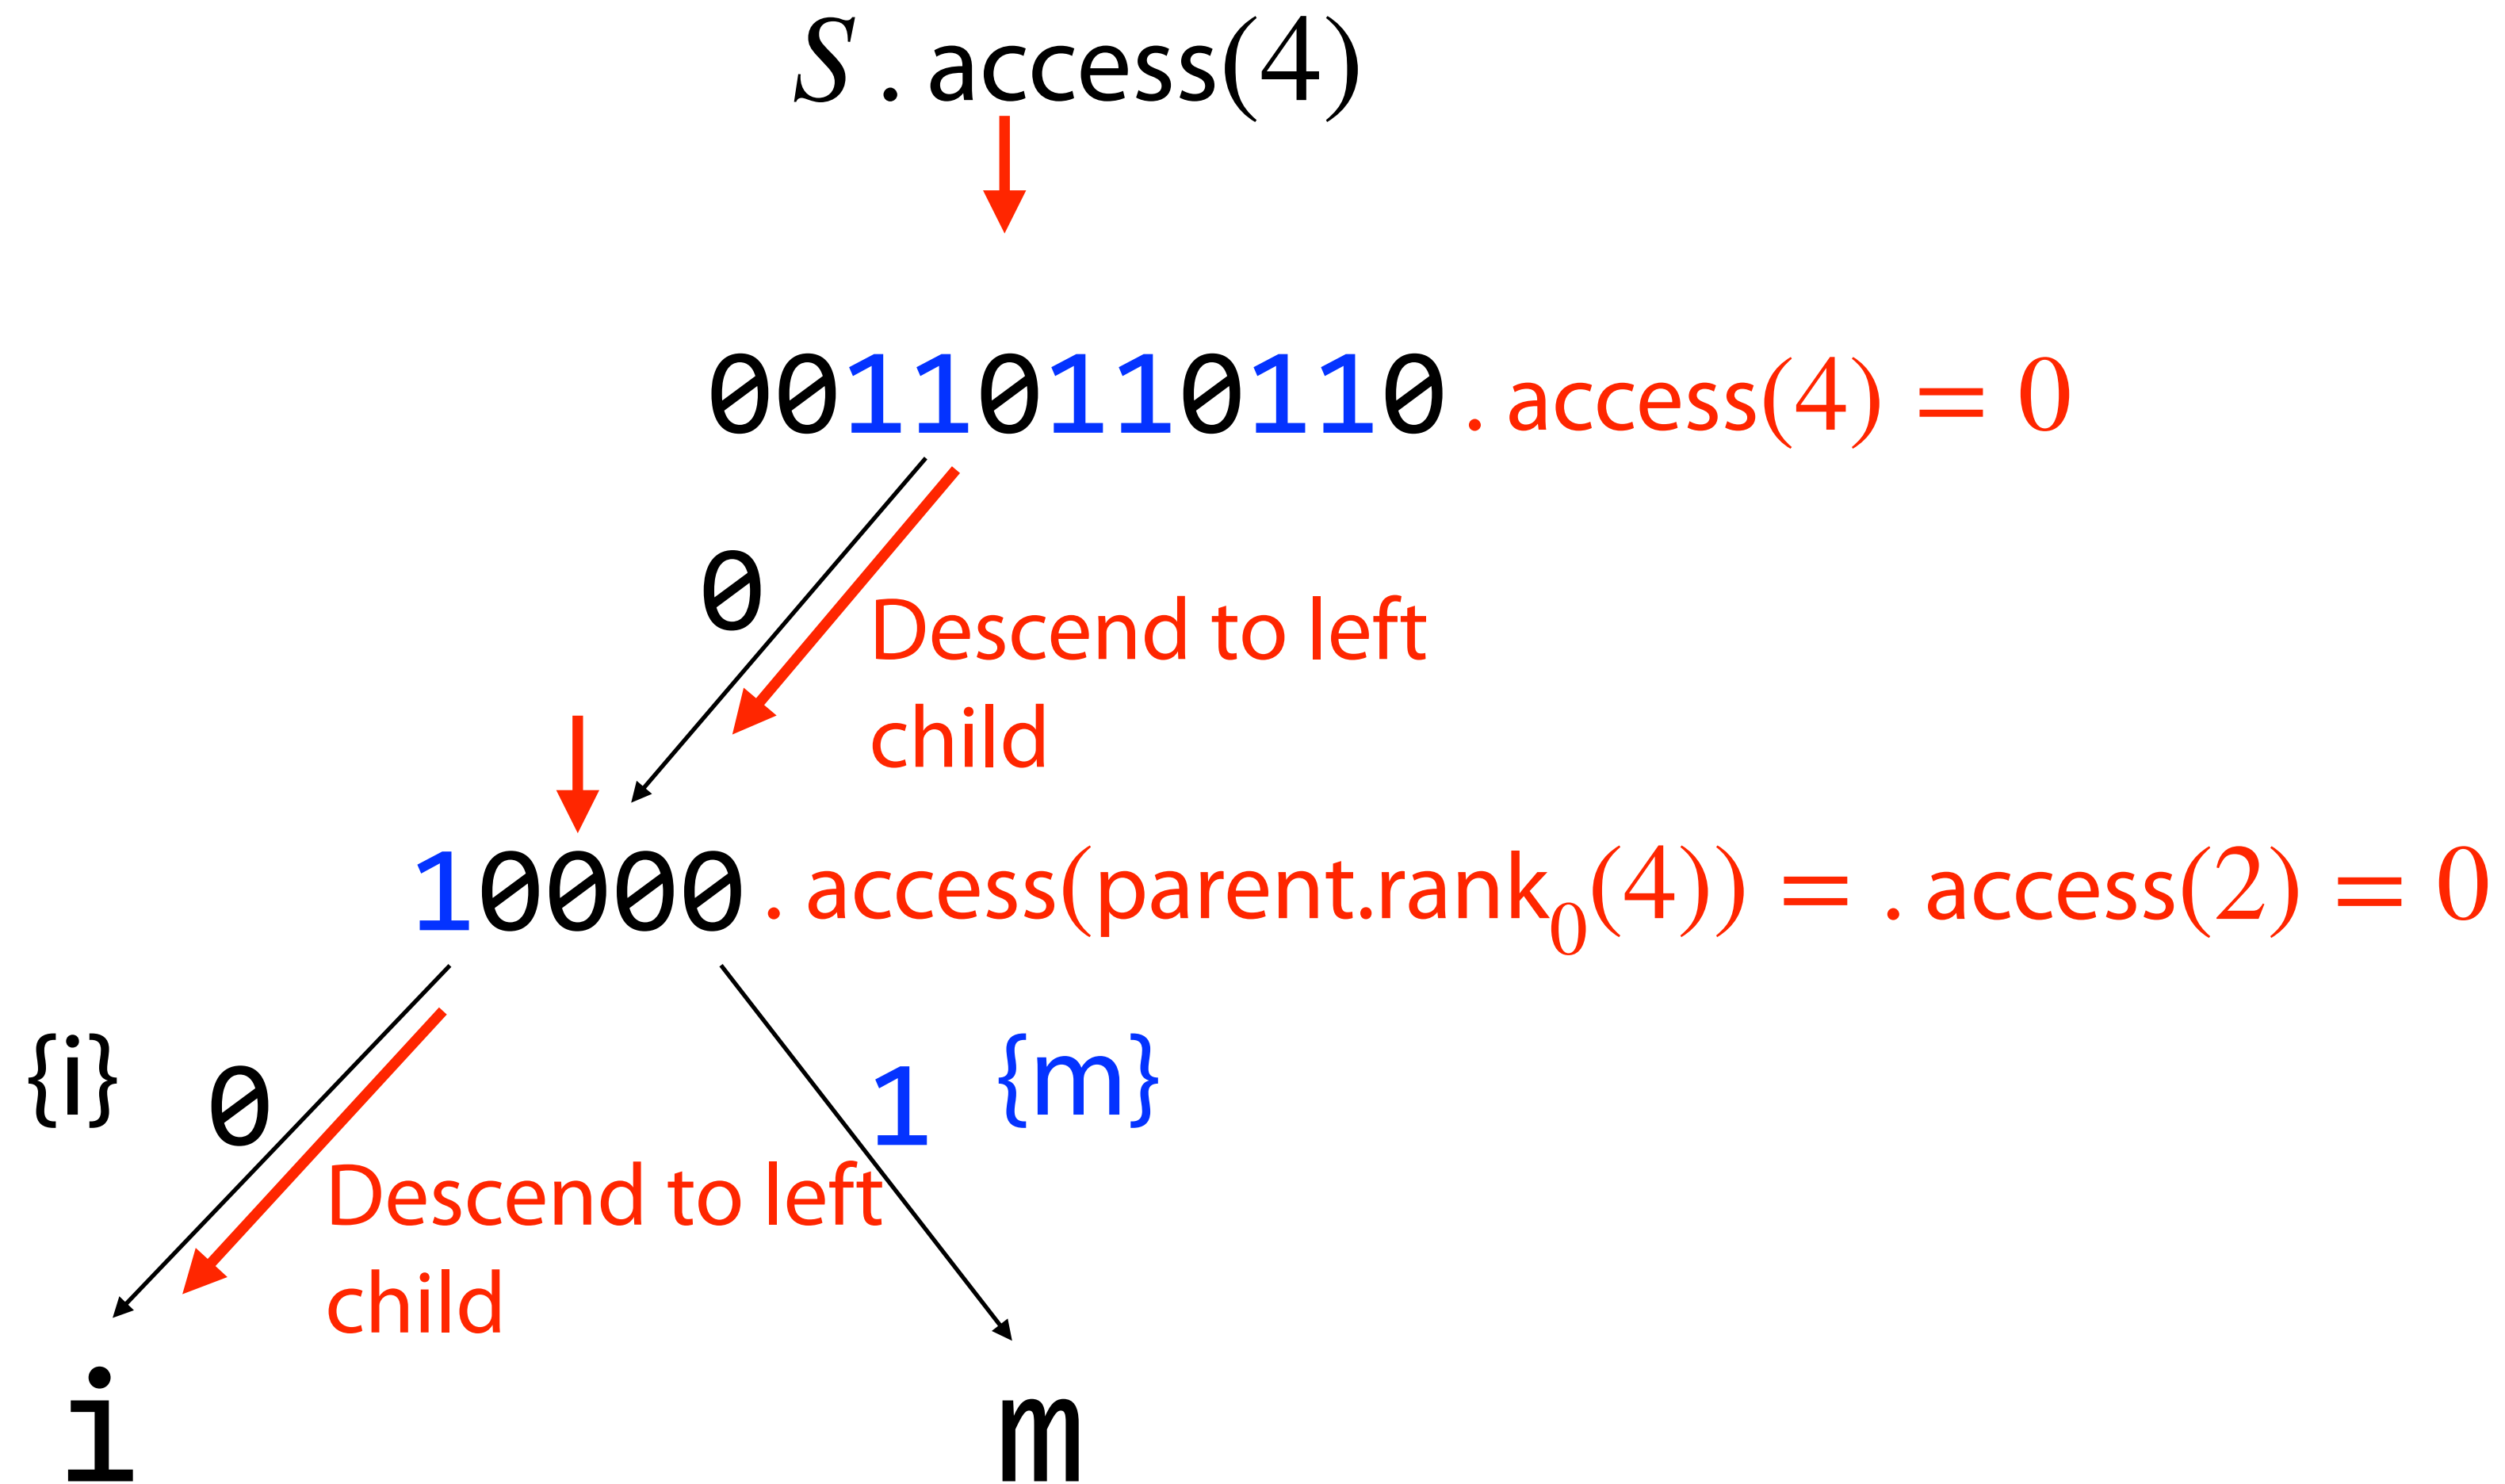 S.access(4)
00110110110.access(4) = 0
0
Descend to left
child
10000.access(parent.rank0(4)) = .access(2) = 0
{i}
0
1
{m}
Descend to left
child
i
m